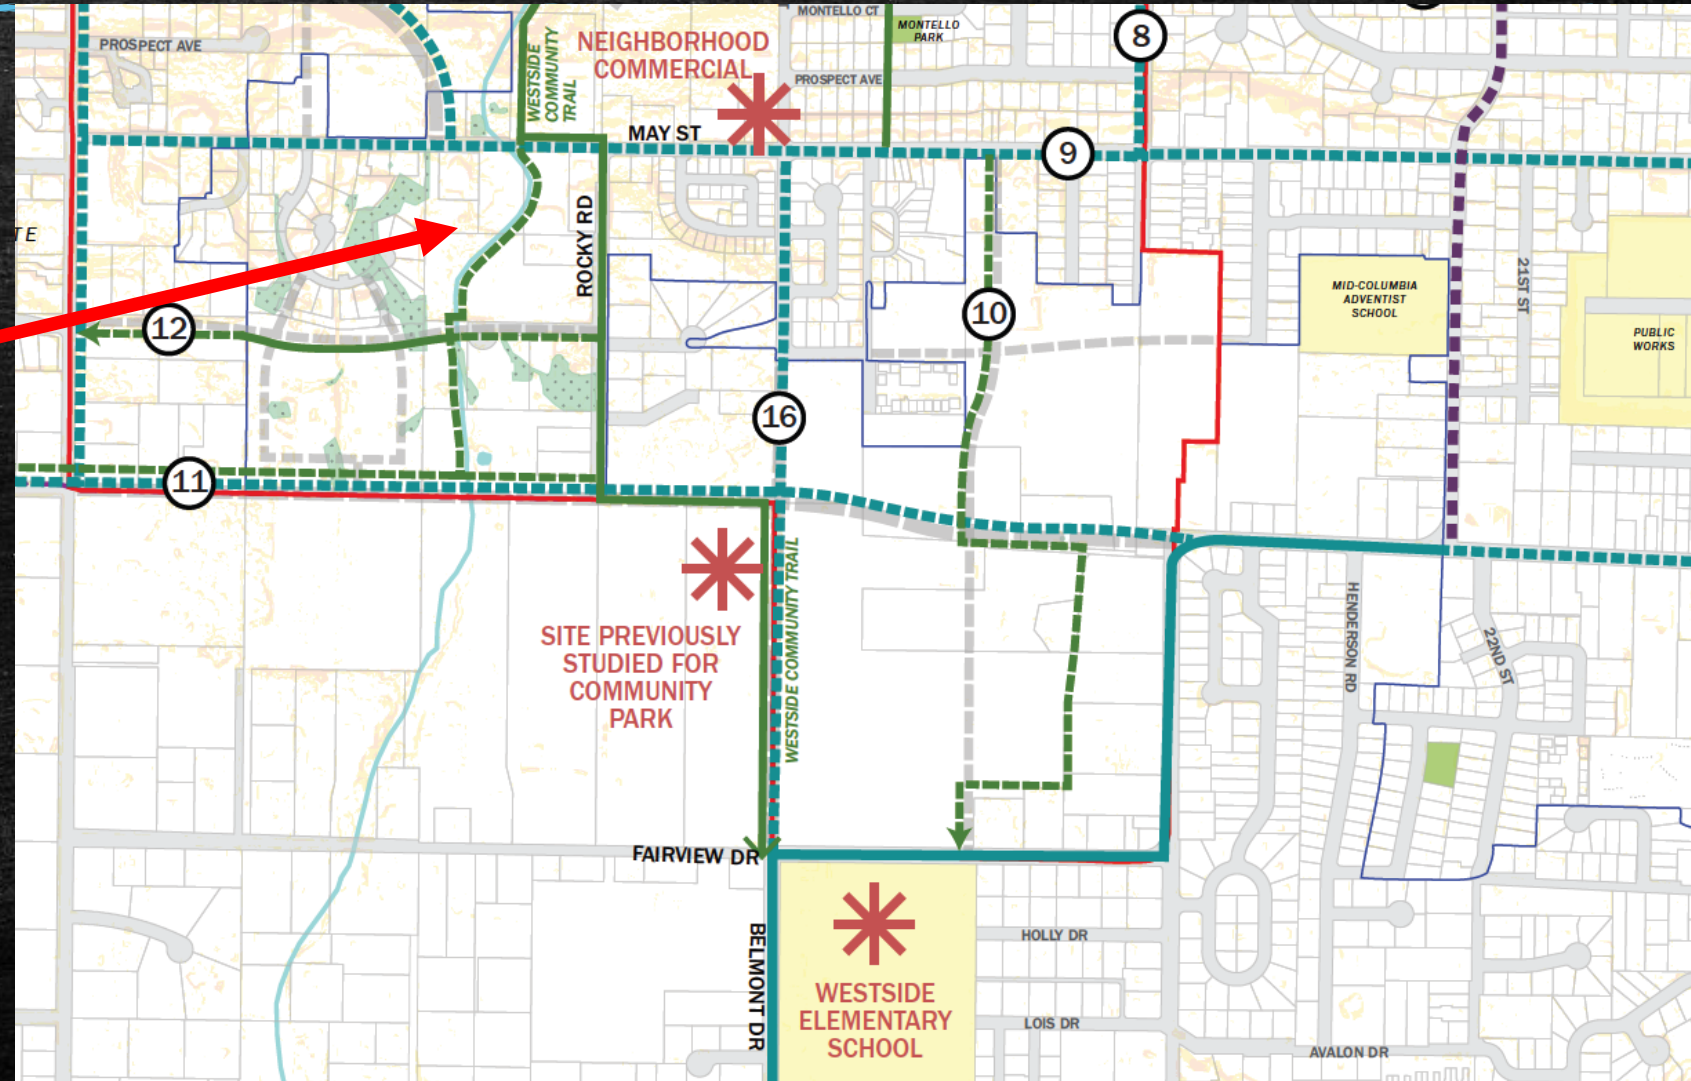 MONTELLO CT
MONTELLO
PARK
8
PROSPECT AVE
NEIGHBORHOOD
COMMERCIAL
WESTSIDE
COMMUNITY
TRAIL
PROSPECT AVE
MAY ST
9
ROCKY RD
TE
12
10
MID-COLUMBIA
ADVENTIST
SCHOOL
21ST ST
PUBLIC
WORKS
16
11
WESTSIDE COMMUNITY TRAIL
SITE PREVIOUSLY
STUDIED FOR
COMMUNITY
PARK
HENDERSON RD
22ND ST
FAIRVIEW DR
BELMONT DR
HOLLY DR
WESTSIDE
ELEMENTARY
SCHOOL
LOIS DR
AVALON DR